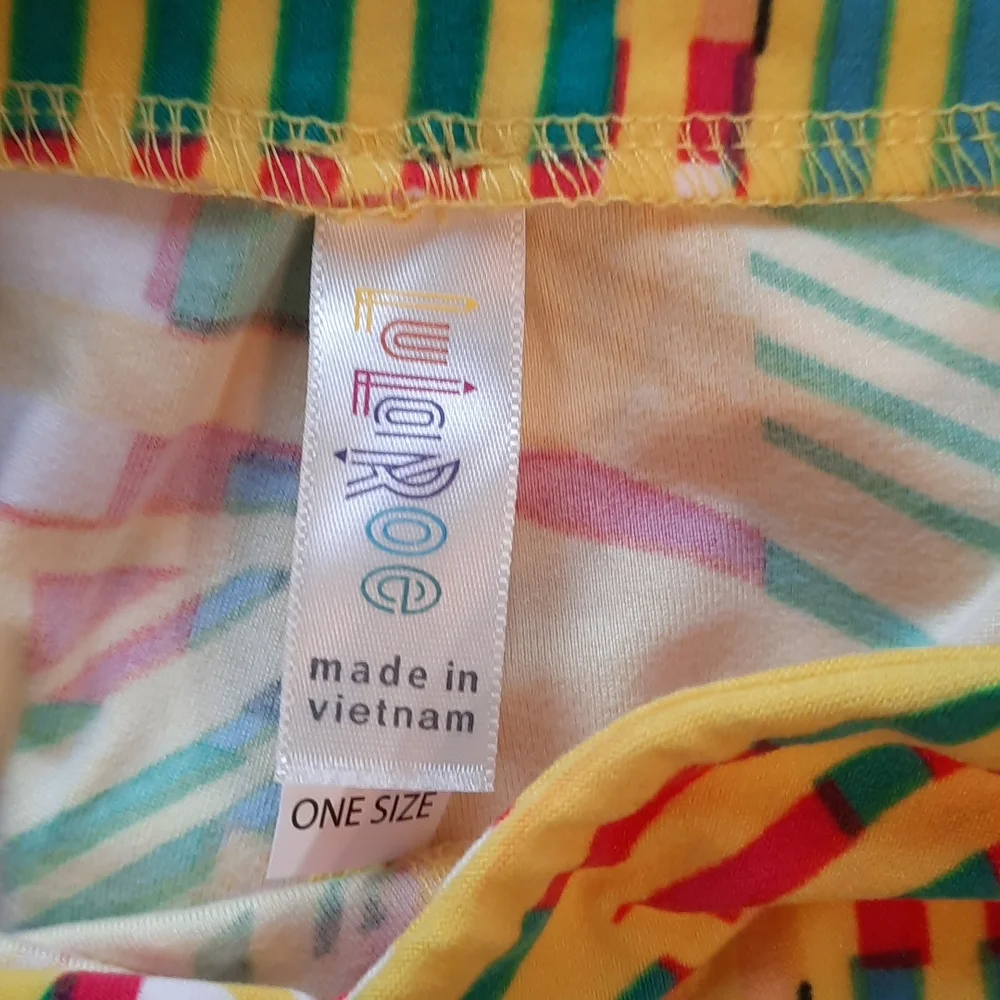 LuLaRoe
made in
vietnam
ONE SIZE